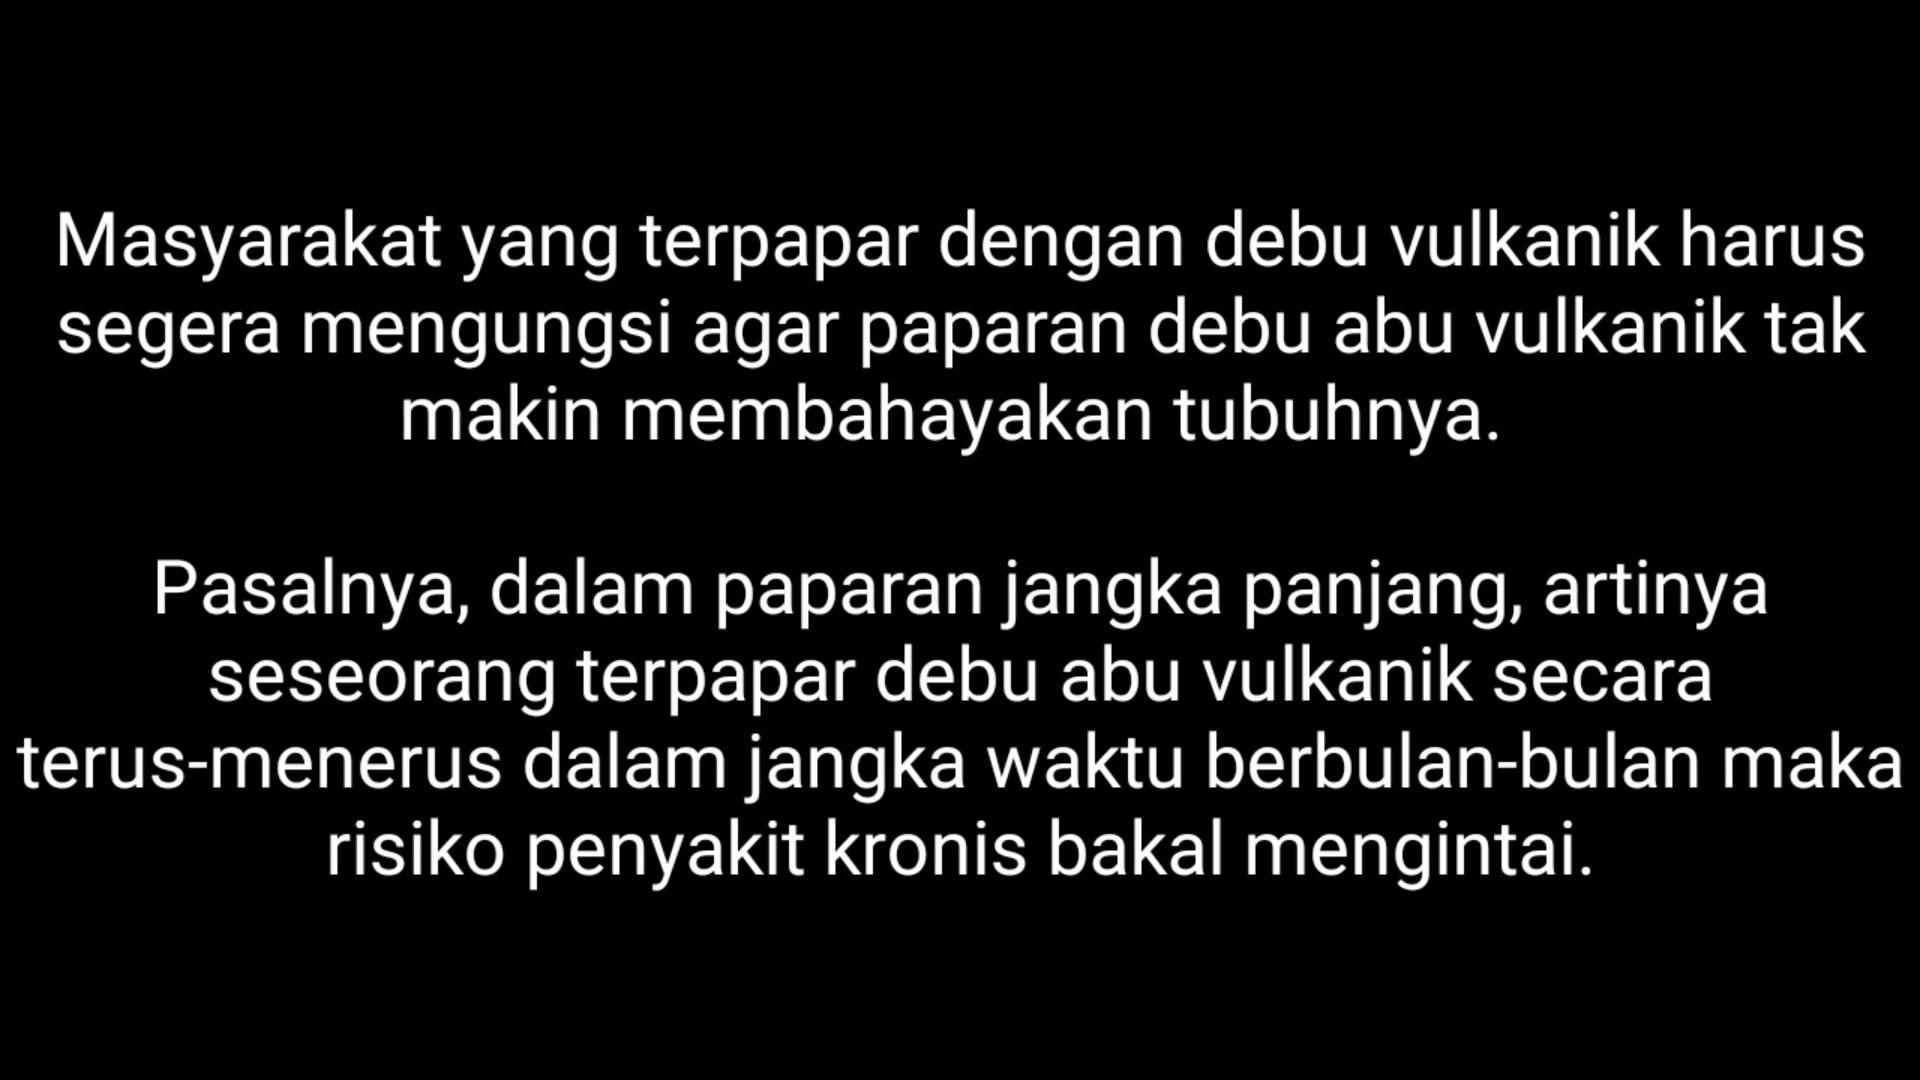 Masyarakat yang terpapar dengan debu vulkanik harus
segera mengungsi agar paparan debu abu vulkanik tak
makin membahayakan tubuhnya.
Pasalnya, dalam paparan jangka panjang, artinya
seseorang terpapar debu abu vulkanik secara
terus-menerus dalam jangka waktu berbulan-bulan maka
risiko penyakit kronis bakal mengintai.